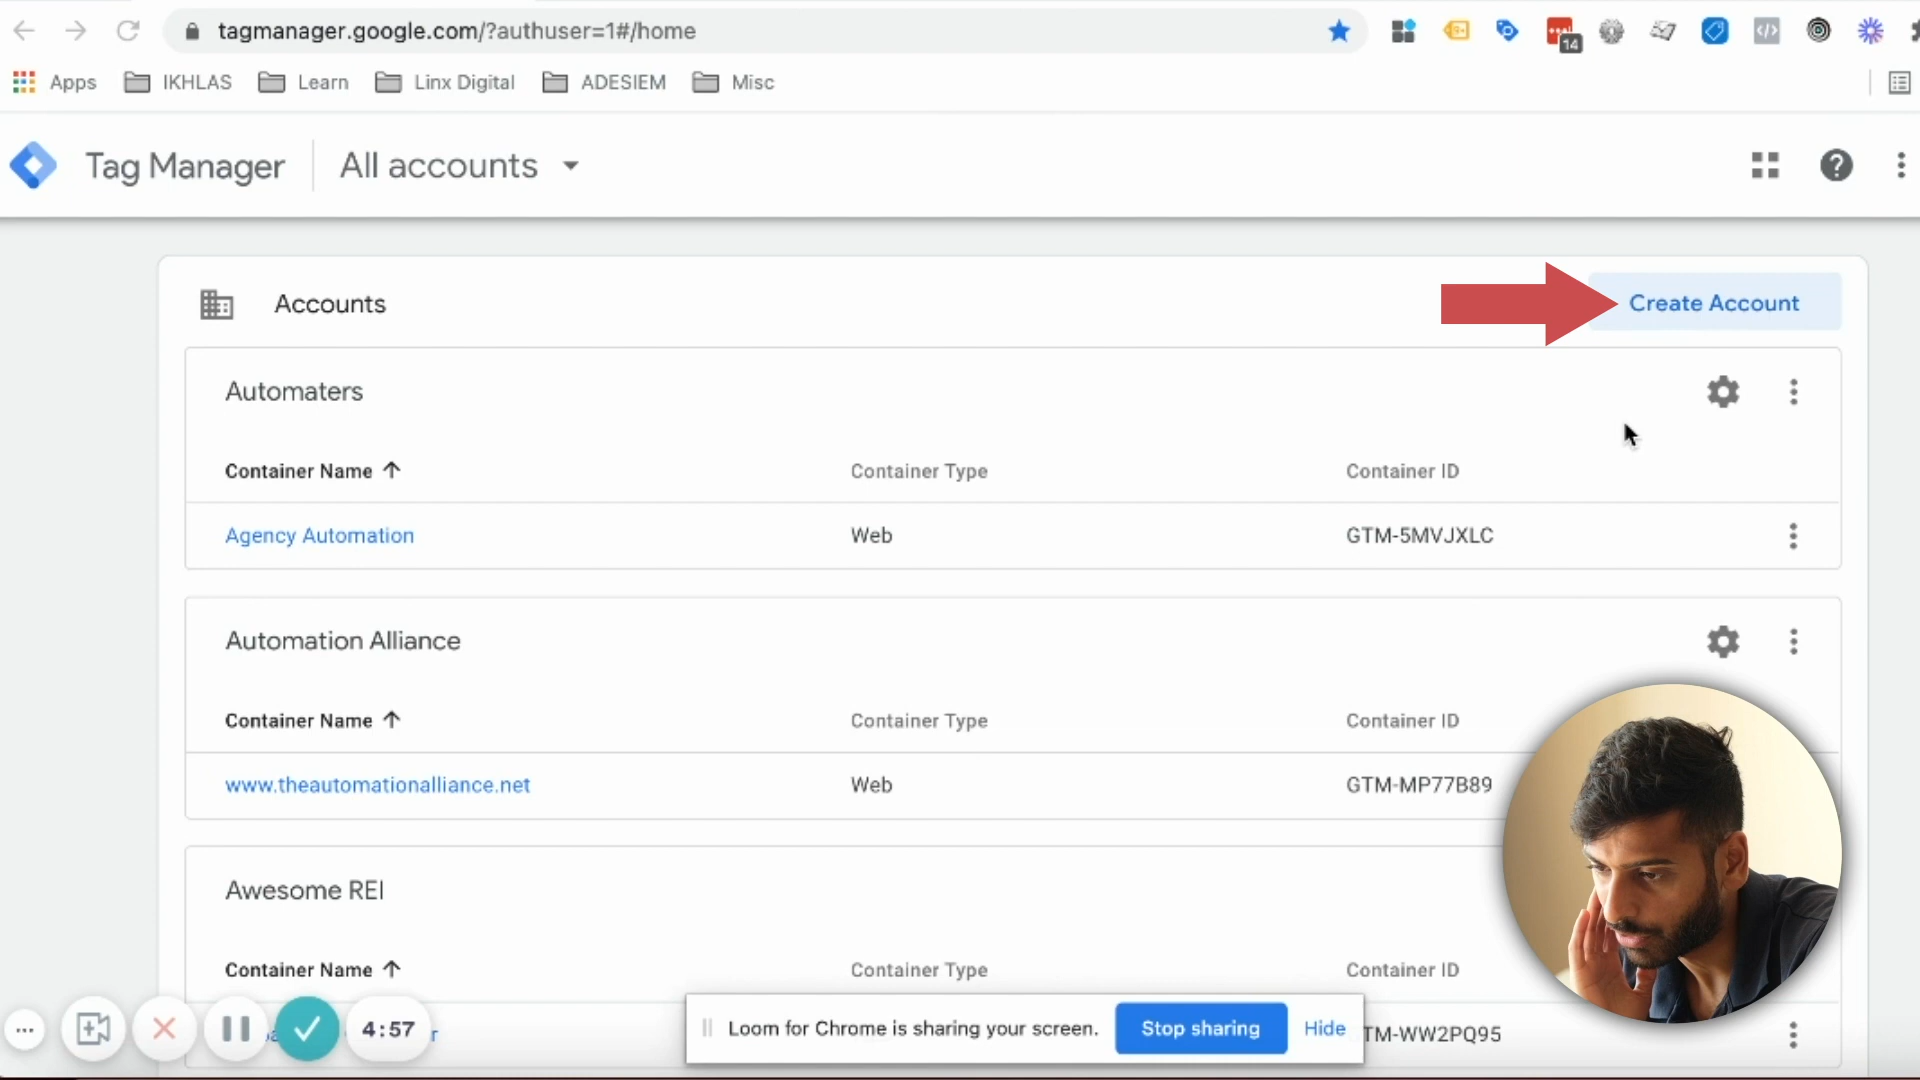 tagmanager.google.com/?authuser=1#/home
14
Apps IKHLAS Learn Linx Digital ADESIEM Misc
Tag Manager All accounts
Accounts
Create Account
Automaters
Container Name Container Type Container ID
Agency Automation Web GTM-5MVJXLC
Automation Alliance
Container Name Container Type Container ID
www.theautomationalliance.net Web GTM-MP77B89
Awesome REI
Container Name Container Type Container ID
4:57
Loom for Chrome is sharing your screen. Stop sharing Hide
TM-WW2PQ95